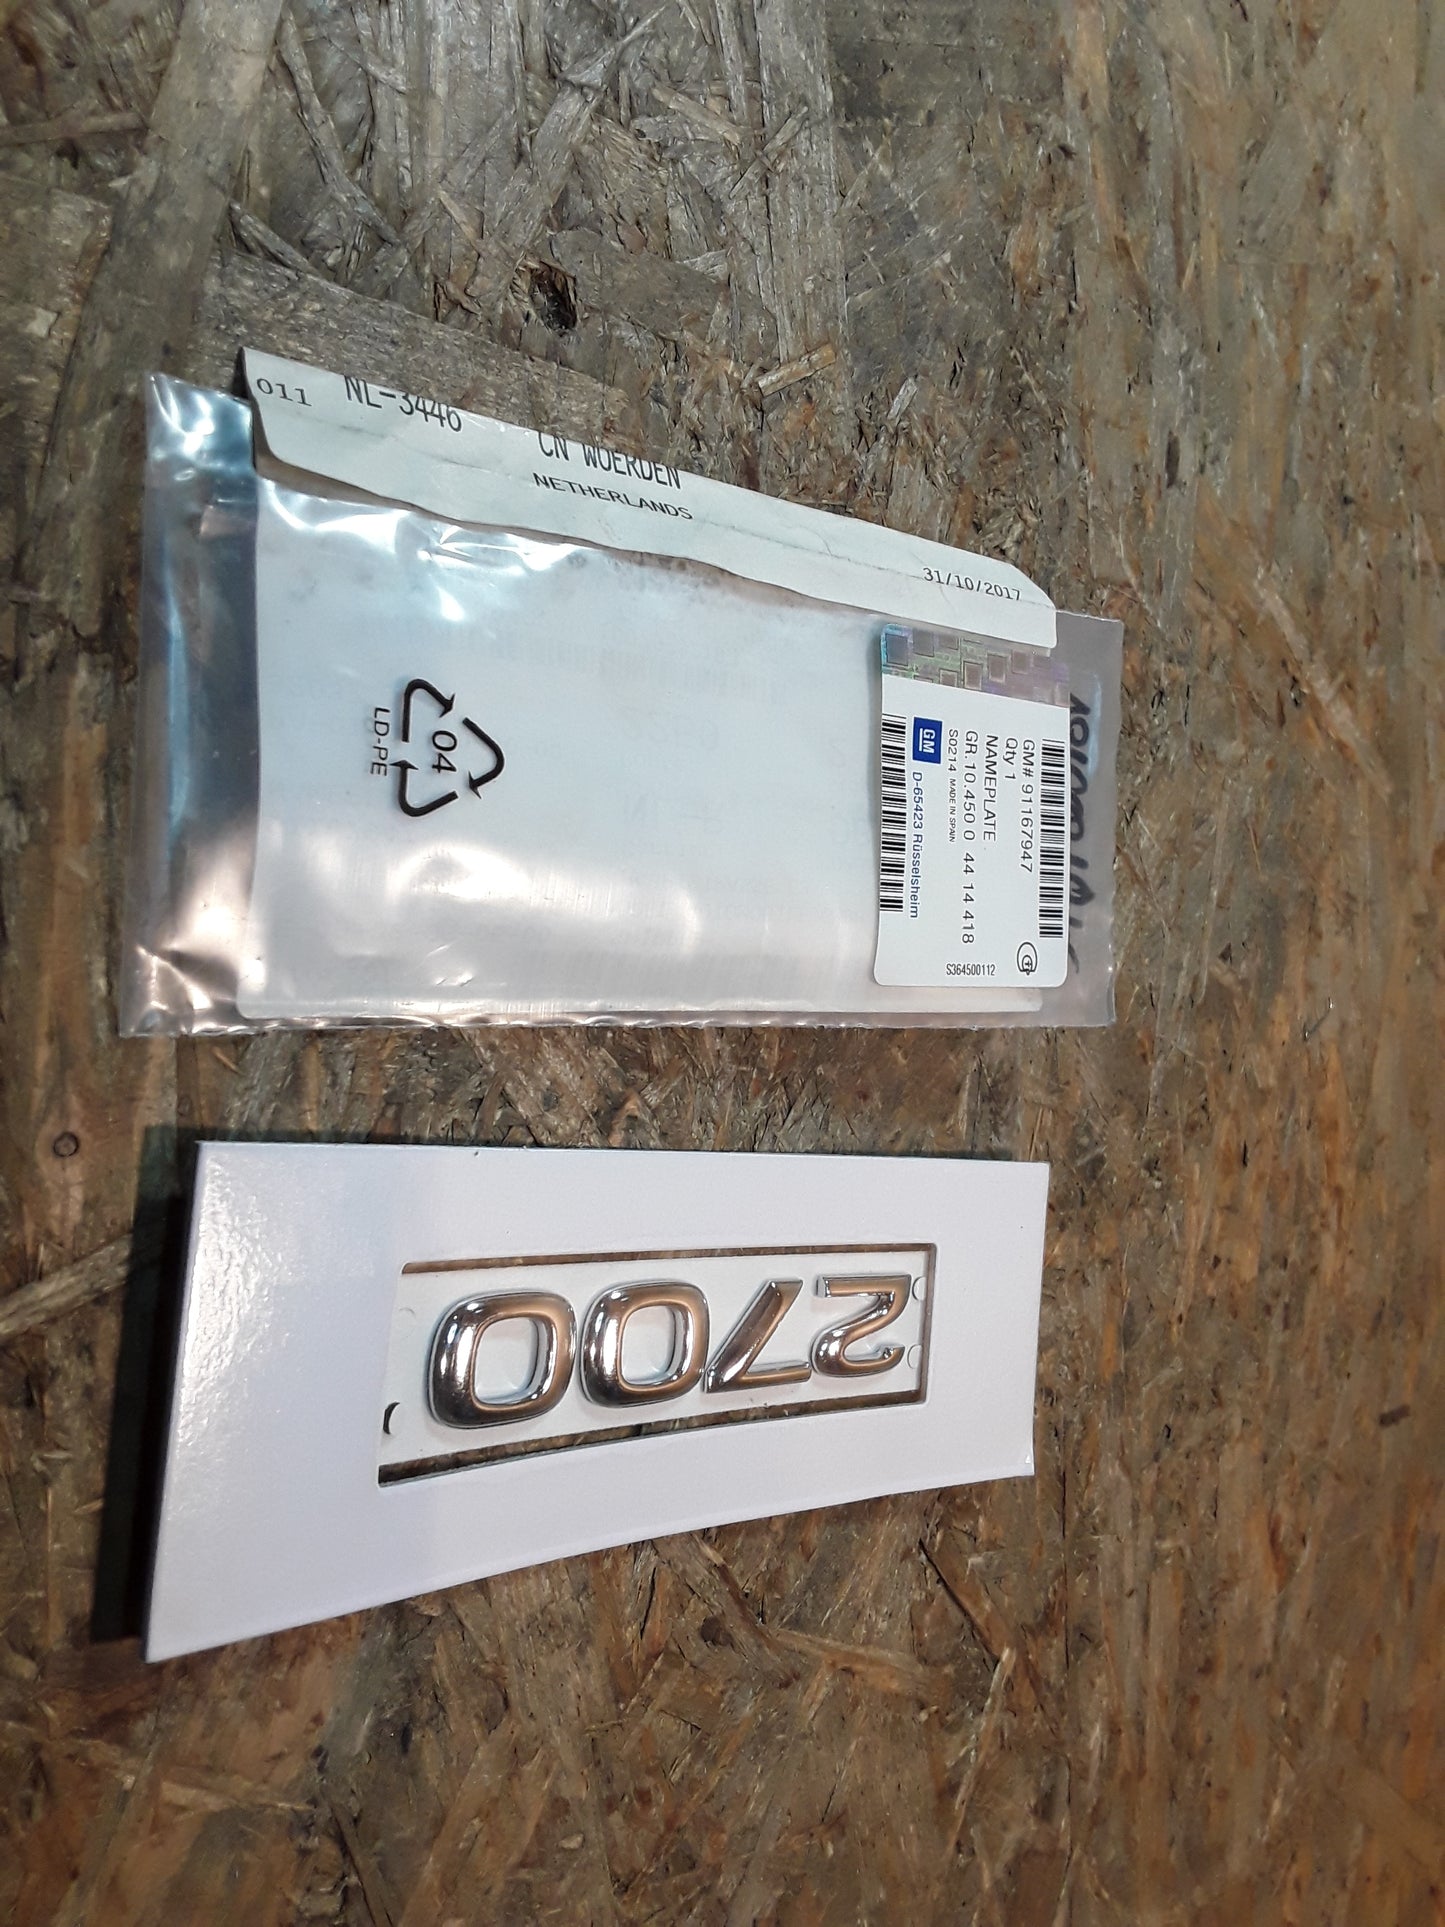 011
NL-3446
CN WOERDEN
NETHERLANDS
31/10/2017
04
LD-PE
GM# 91167947
Qty 1
NAMEPLATE
GR.10.450 0 44 14 418
S0214 MADE IN SPAIN
S364500112
GM D-65423 Rüsselsheim
2700